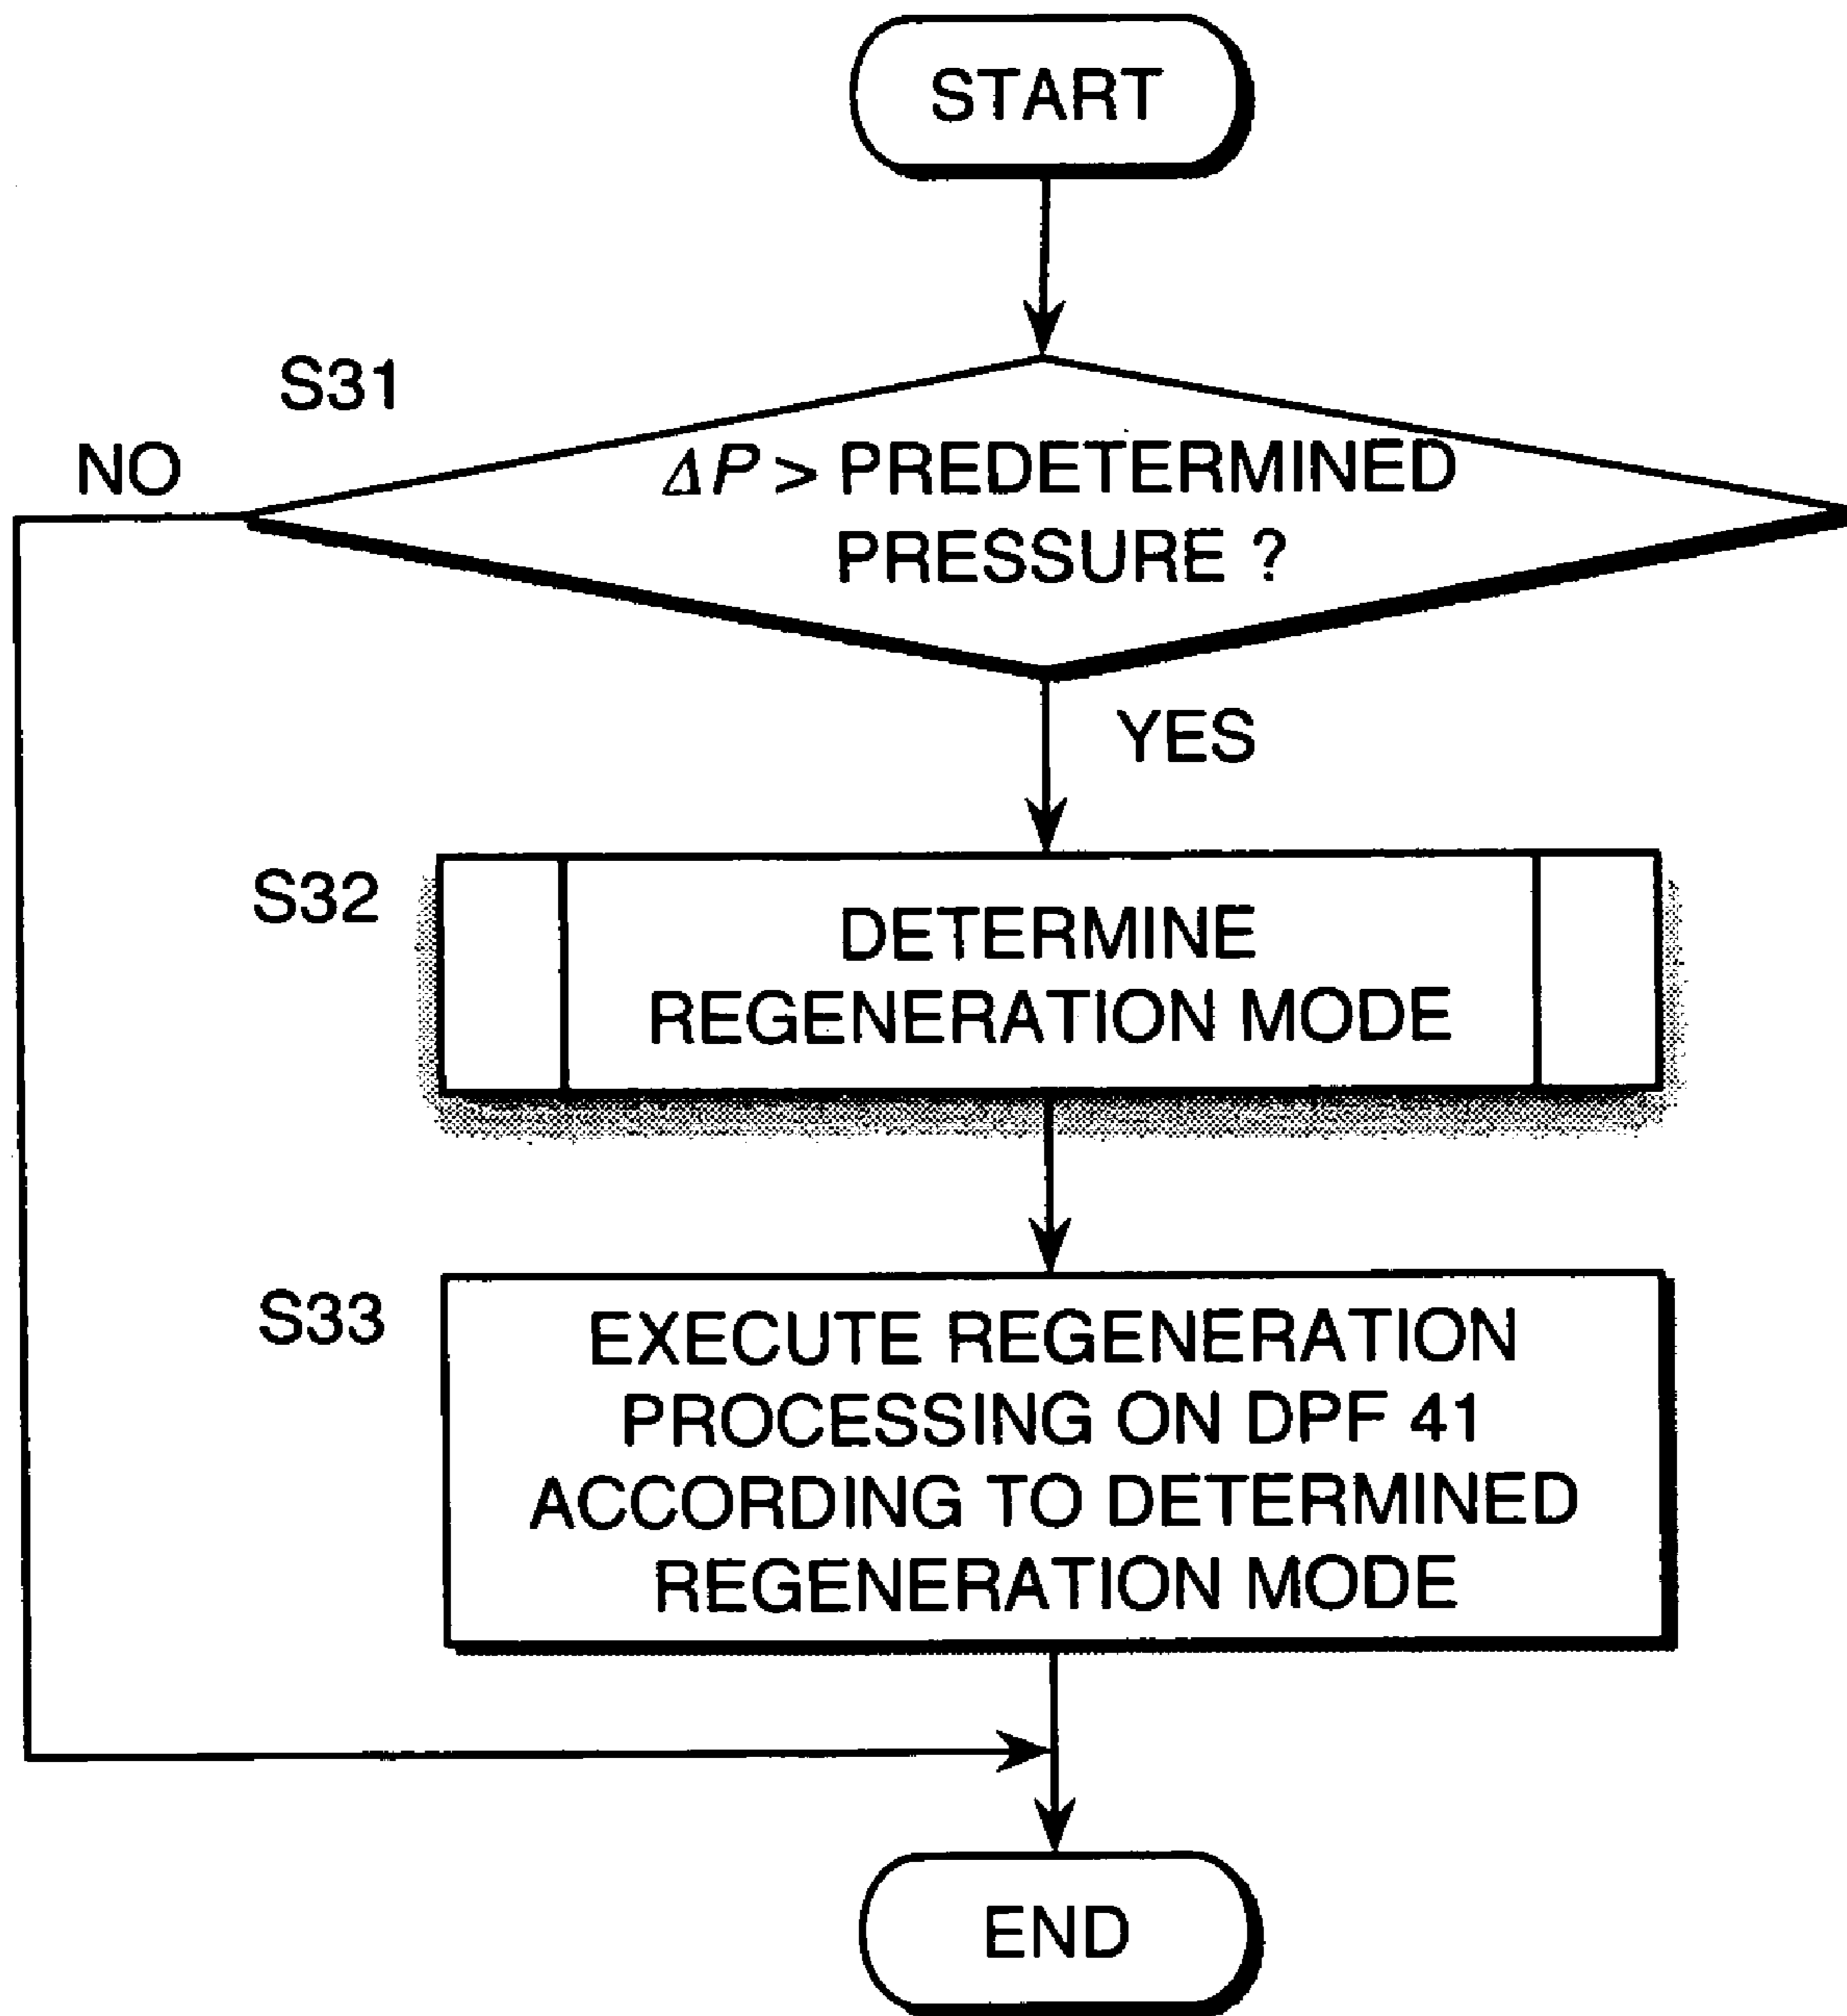 START
S31
NO
ΔP > PREDETERMINED
PRESSURE ?
YES
S32
DETERMINE
REGENERATION MODE
S33
EXECUTE REGENERATION
PROCESSING ON DPF 41
ACCORDING TO DETERMINED
REGENERATION MODE
END